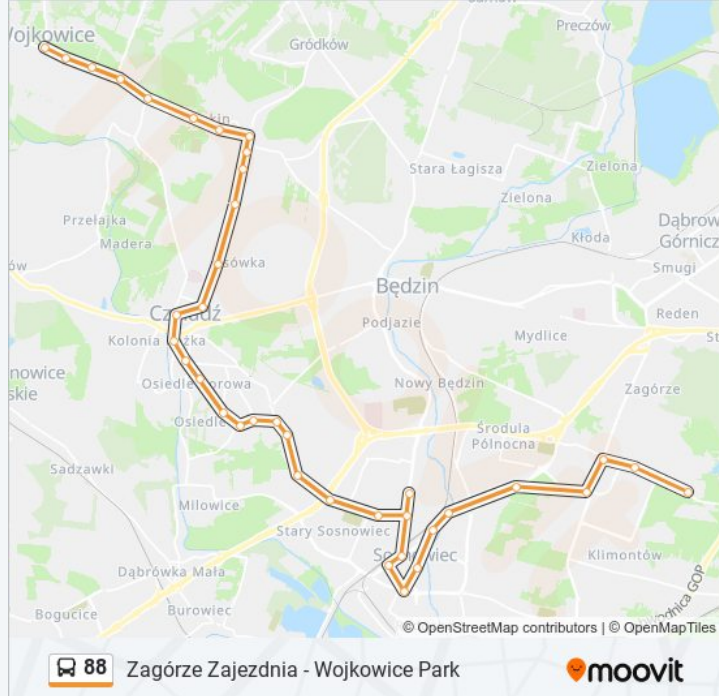 Wojkowice
Gródków
Preczów
Stara Łagisza
Zielona
Zielona
Przełajka
Madera
Kłoda
Dąbrow
Górnicz
Smugi
Będzin
Podjazie
Reden
Mydlice
Nowy Będzin
Zagórze
nowice
skie
Środula
Północna
Sadzawki
Milowice
Stary Sosnowiec
Klimontów
Dąbrówka Mała
Bogucice
Burowiec
© OpenStreetMap contributors | © OpenMapTiles
88 Zagórze Zajezdnia - Wojkowice Park
moovit